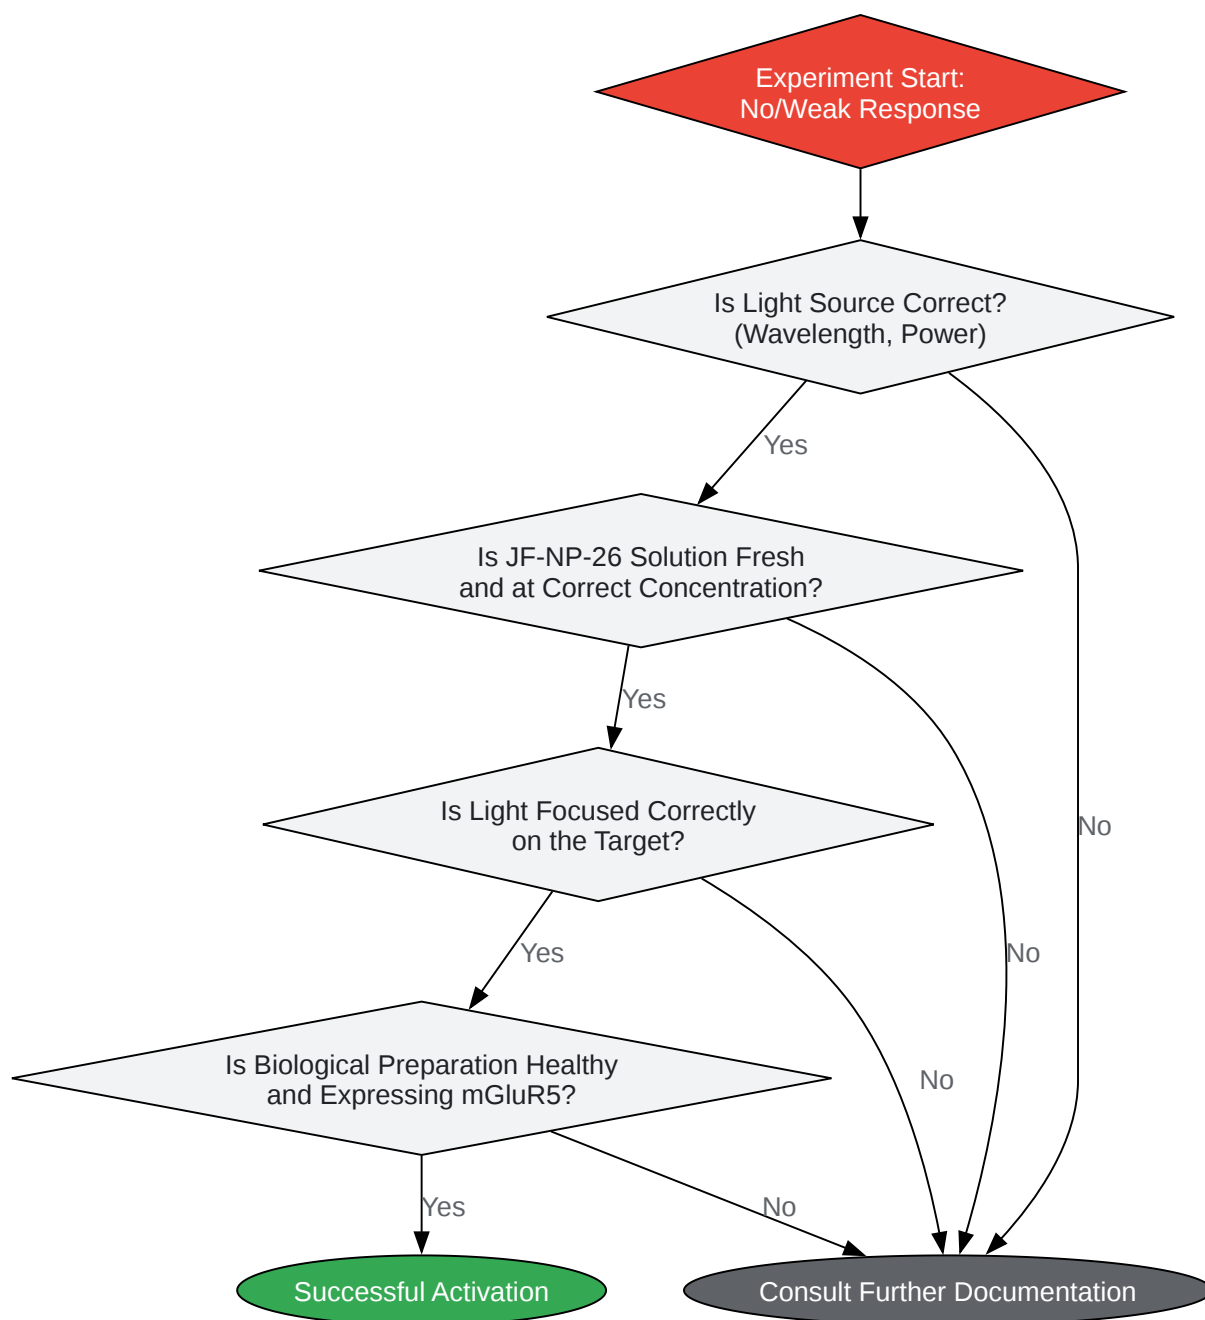 Experiment Start:
No/Weak Response
Is Light Source Correct?
(Wavelength, Power)
Yes
Is JF-NP-26 Solution Fresh
and at Correct Concentration?
Yes
Is Light Focused Correctly
on the Target?
No
Yes
No
Is Biological Preparation Healthy
and Expressing mGluR5?
No
Yes
No
Successful Activation
Consult Further Documentation